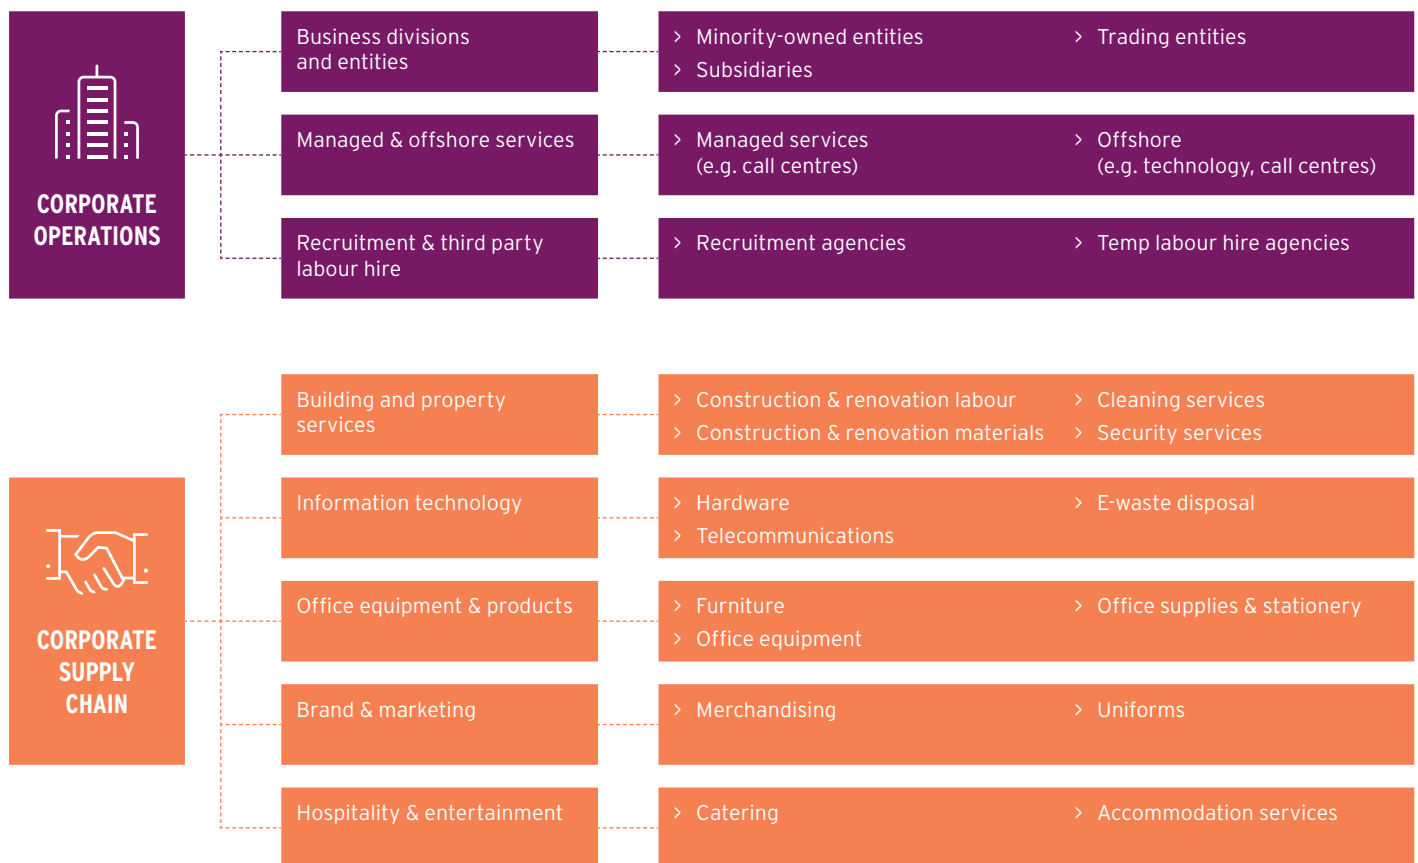 CORPORATE
OPERATIONS
Business divisions
and entities
> Minority-owned entities
> Subsidiaries
> Trading entities
Managed & offshore services
> Managed services
(e.g. call centres)
> Offshore
(e.g. technology, call centres)
Recruitment & third party
labour hire
> Recruitment agencies
> Temp labour hire agencies
CORPORATE
SUPPLY
CHAIN
Building and property
services
> Construction & renovation labour
> Construction & renovation materials
> Cleaning services
> Security services
Information technology
> Hardware
> Telecommunications
> E-waste disposal
Office equipment & products
> Furniture
> Office equipment
> Office supplies & stationery
Brand & marketing
> Merchandising
> Uniforms
Hospitality & entertainment
> Catering
> Accommodation services